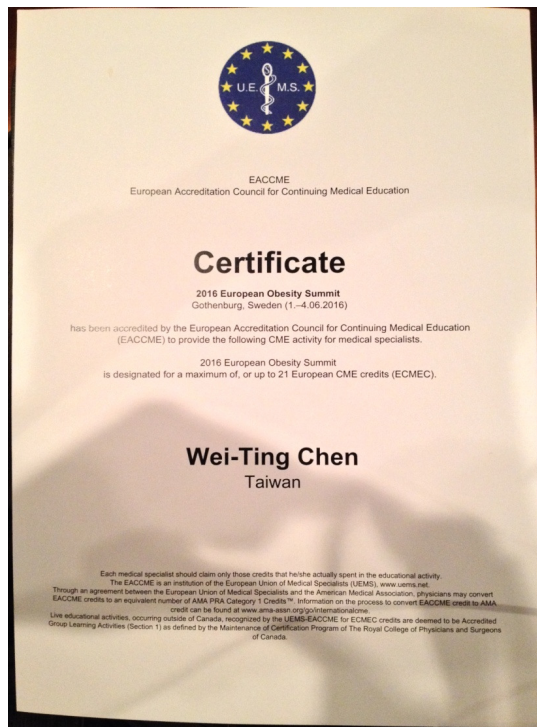 U.E. M.S.
EACCME
European Accreditation Council for Continuing Medical Education
Certificate
2016 European Obesity Summit
Gothenburg, Sweden (1.–4.06.2016)
has been accredited by the European Accreditation Council for Continuing Medical Education
(EACCME) to provide the following CME activity for medical specialists.
2016 European Obesity Summit
is designated for a maximum of, or up to 21 European CME credits (ECMEC).
Wei-Ting Chen
Taiwan
Each medical specialist should claim only those credits that he/she actually spent in the educational activity.
The EACCME is an institution of the European Union of Medical Specialists (UEMS), www.uems.net.
Through an agreement between the European Union of Medical Specialists and the American Medical Association, physicians may convert
EACCME credits to an equivalent number of AMA PRA Category 1 Credits™. Information on the process to convert EACCME credit to AMA
credit can be found at www.ama-assn.org/go/internationalcme.
Live educational activities, occurring outside of Canada, recognized by the UEMS-EACCME for ECMEC credits are deemed to be Accredited
Group Learning Activities (Section 1) as defined by the Maintenance of Certification Program of The Royal College of Physicians and Surgeons
of Canada.